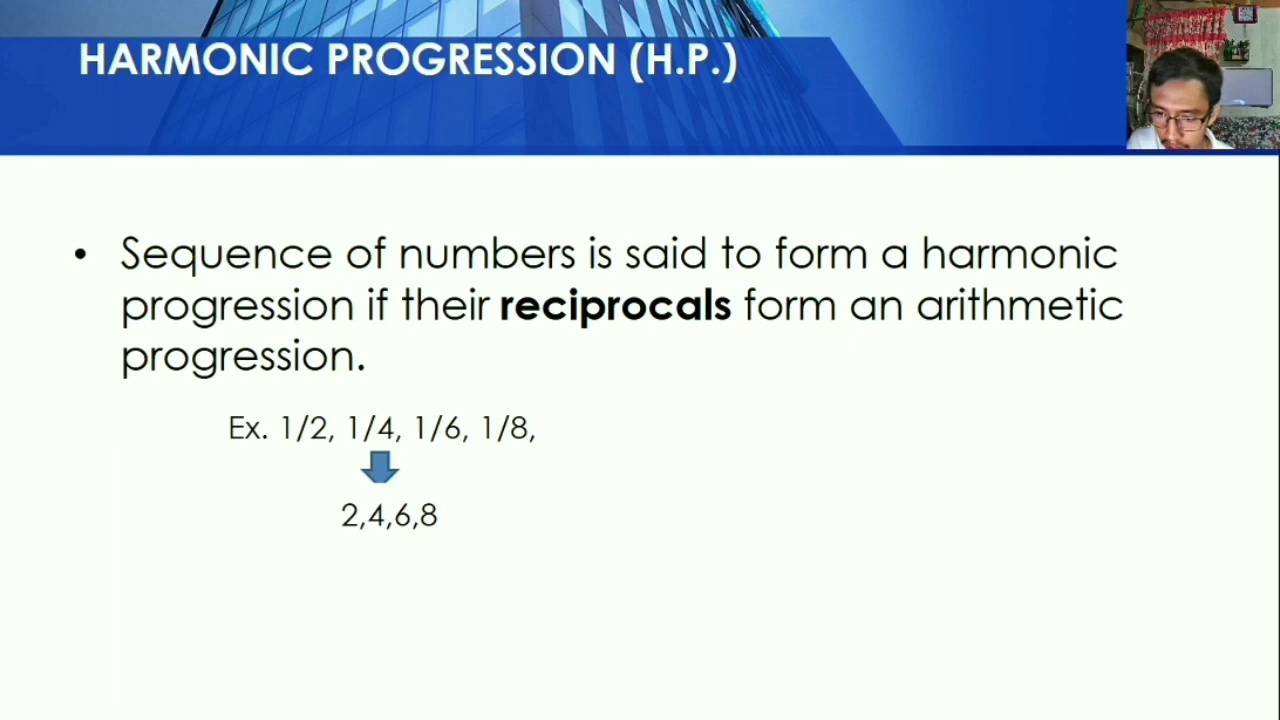 HARMONIC PROGRESSION (H.P.)
• Sequence of numbers is said to form a harmonic
progression if their reciprocals form an arithmetic
progression.
Ex. 1/2, 1/4, 1/6, 1/8,
2,4,6,8